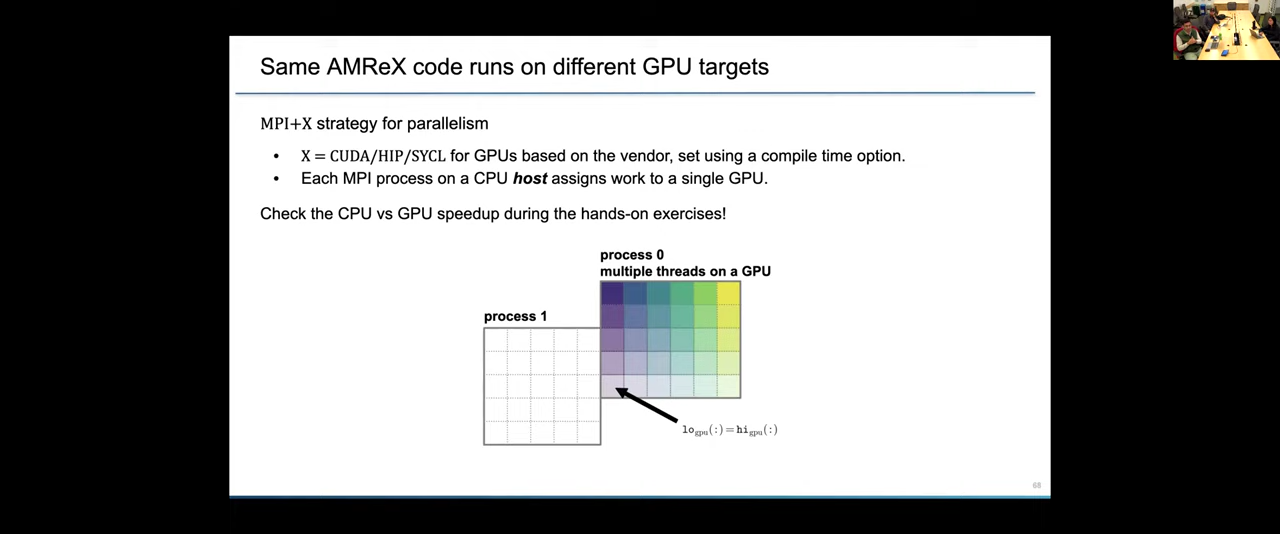 Same AMReX code runs on different GPU targets
MPI+X strategy for parallelism
• X = CUDA/HIP/SYCL for GPUs based on the vendor, set using a compile time option.
• Each MPI process on a CPU host assigns work to a single GPU.
Check the CPU vs GPU speedup during the hands-on exercises!
process 0
multiple threads on a GPU
process 1
lo_gpu(:)=hi_gpu(:)
68